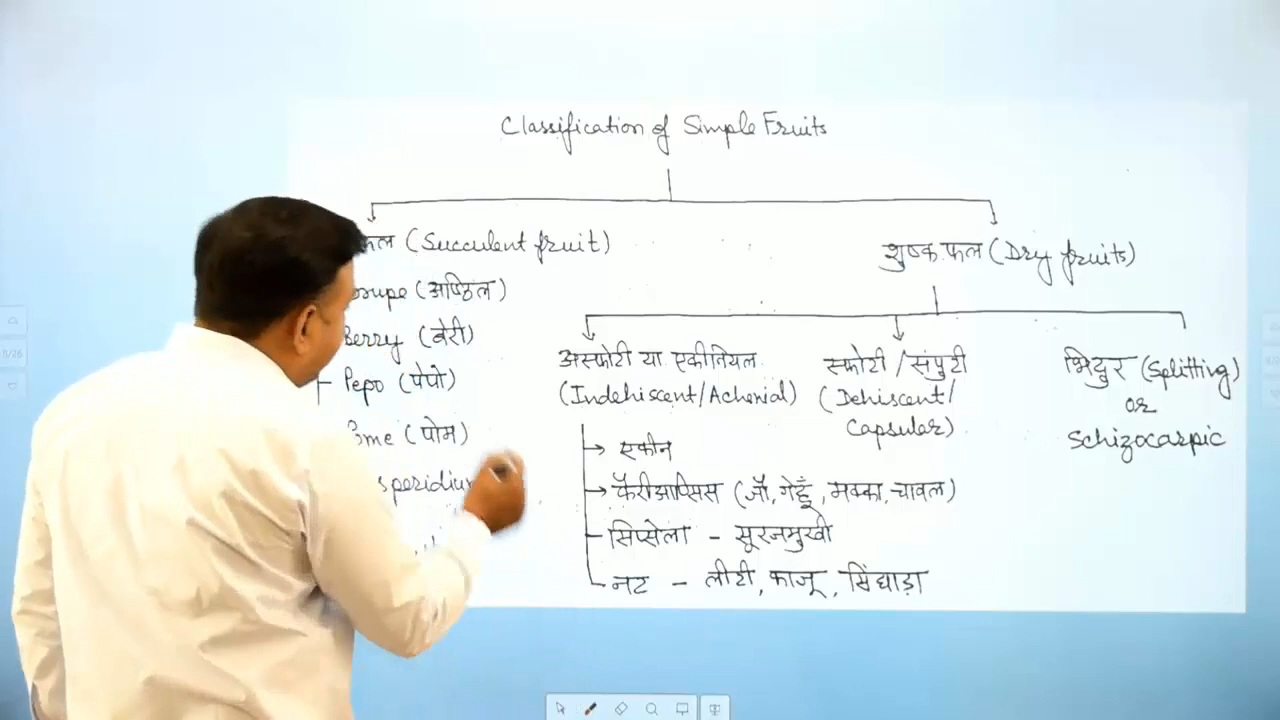 Classification of Simple Fruits
फल (Succulent fruit)
शुष्क फल (Dry fruits)
(अष्ठिल)
Berry (बेरी)
Pepo (पेपो)
(पोम)
अस्फोटी या एकीनियल
(Indehiscent/Achenial)
एकीन
कैरीआप्सिस (जौ, गेहूँ, मक्का, चावल)
सिप्सेला - सूरजमुखी
नट - लीची, काजू, सिंघाड़ा
स्फोटी/संपुटी
(Dehiscent/
Capsular)
भिदुर (Splitting)
or
Schizocarpic